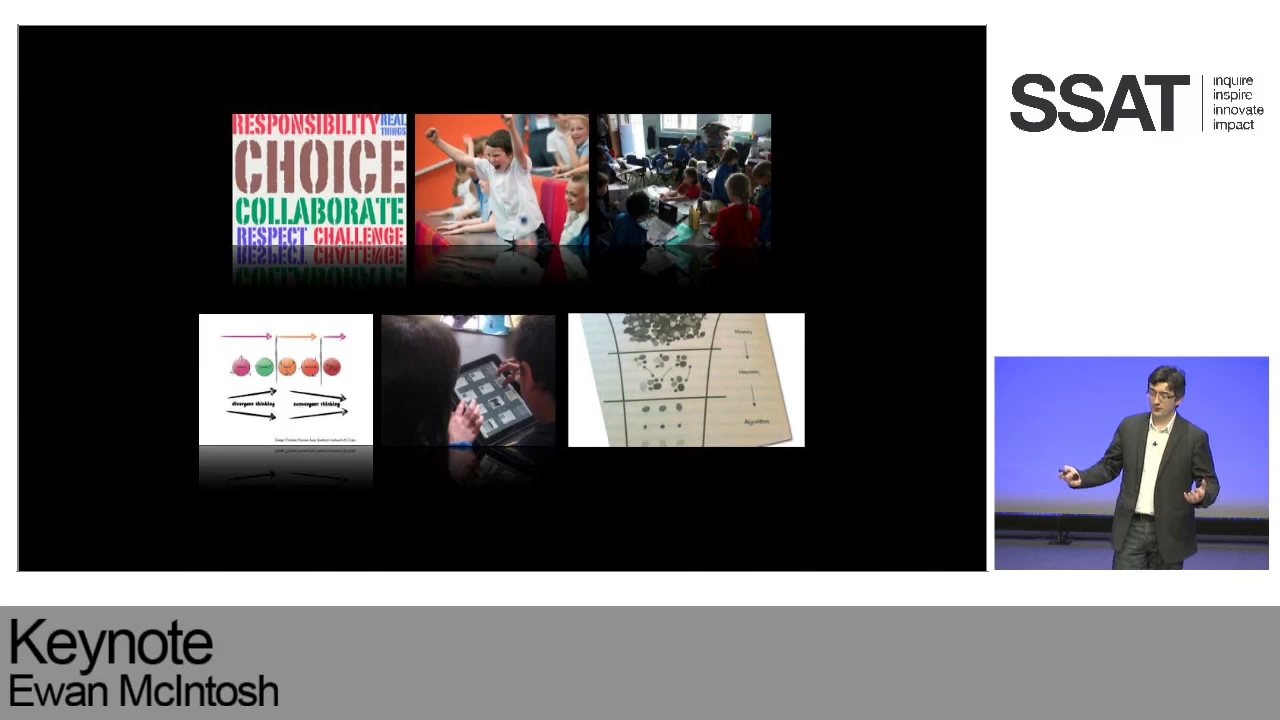 RESPONSIBILITY REAL THINGS
CHOICE
COLLABORATE
RESPECT CHALLENGE
divergent thinking convergent thinking
Mystery
Heuristic
Algorithm
SSAT
inquire
inspire
innovate
impact
Keynote
Ewan McIntosh